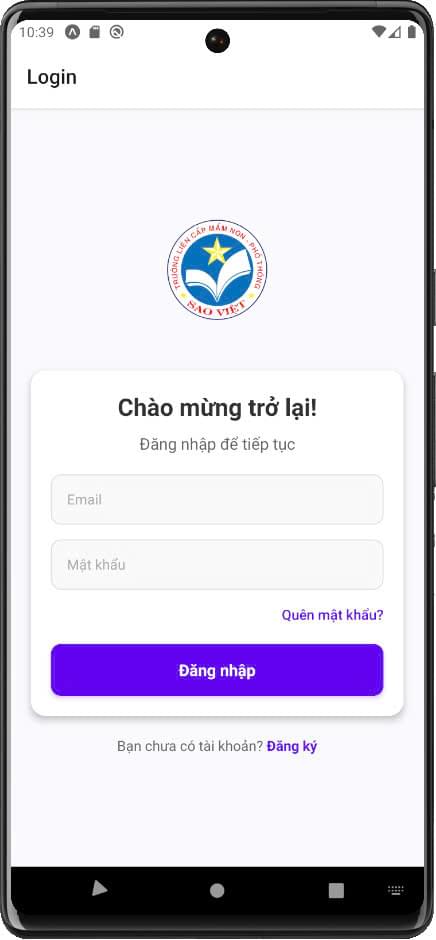 10:39
Login
TRƯỜNG LIÊN CẤP MẦM NON - PHỔ THÔNG
SAO VIỆT
Chào mừng trở lại!
Đăng nhập để tiếp tục
Email
Mật khẩu
Quên mật khẩu?
Đăng nhập
Bạn chưa có tài khoản? Đăng ký